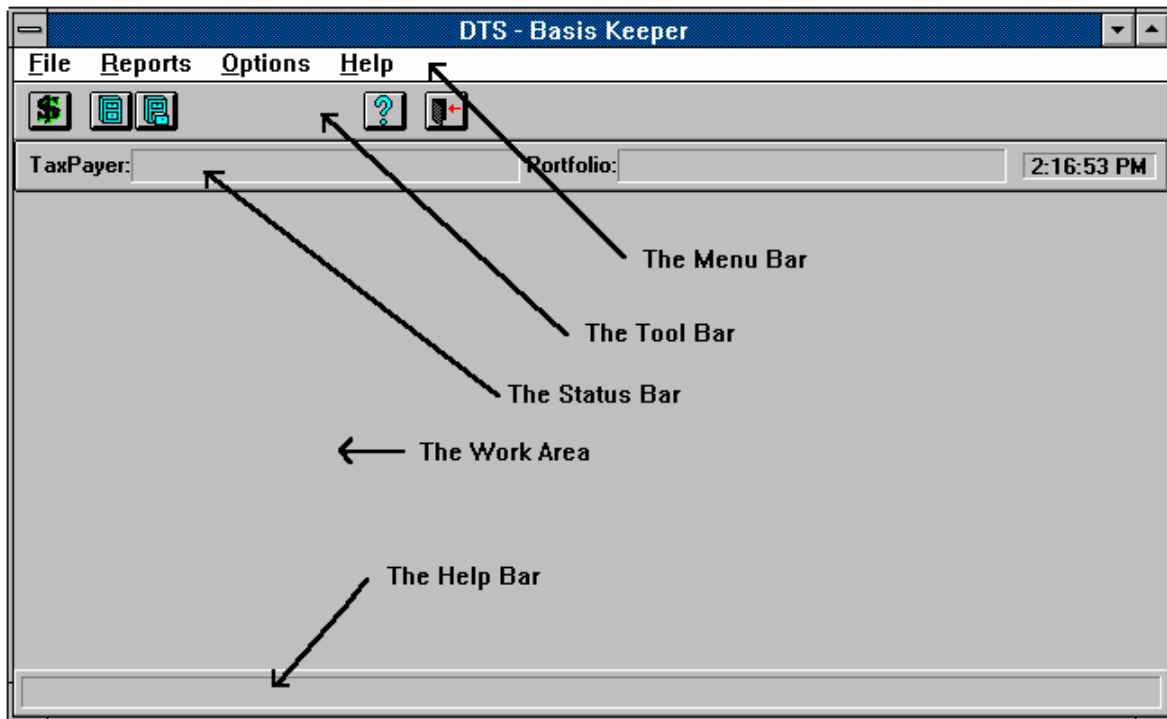 DTS - Basis Keeper
File Reports Options Help
TaxPayer: Portfolio: 2:16:53 PM
The Menu Bar
The Tool Bar
The Status Bar
The Work Area
The Help Bar